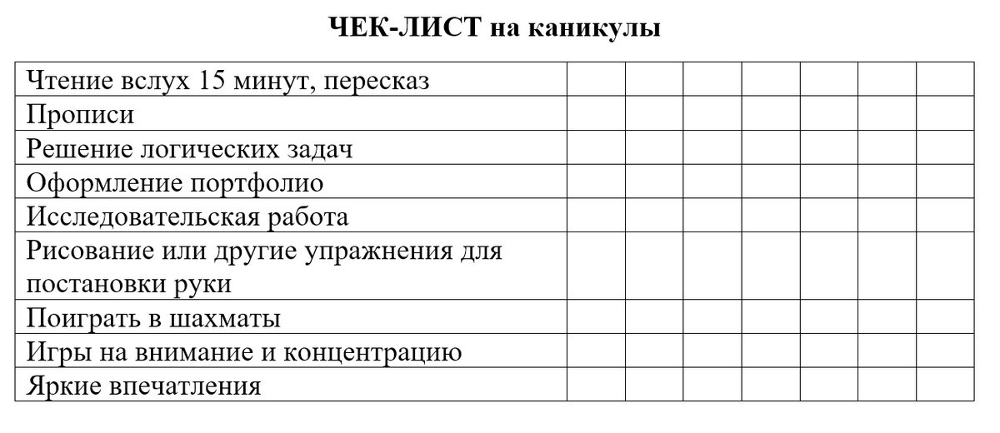 ЧЕК-ЛИСТ на каникулы
Чтение вслух 15 минут, пересказ
Прописи
Решение логических задач
Оформление портфолио
Исследовательская работа
Рисование или другие упражнения для
постановки руки
Поиграть в шахматы
Игры на внимание и концентрацию
Яркие впечатления